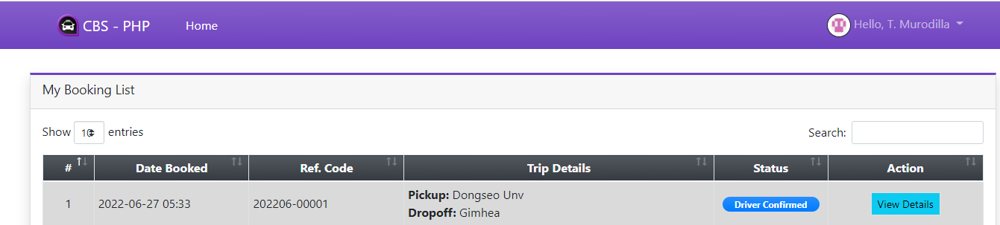 CBS - PHP Home Hello, T. Murodilla
My Booking List
Show 10 entries Search:
# Date Booked Ref. Code Trip Details Status Action
1 2022-06-27 05:33 202206-00001 Pickup: Dongseo Unv Driver Confirmed View Details
Dropoff: Gimhea